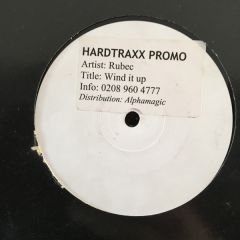 HARDTRAXX PROMO
Artist: Rubec
Title: Wind it up
Info: 0208 960 4777
Distribution: Alphamagic